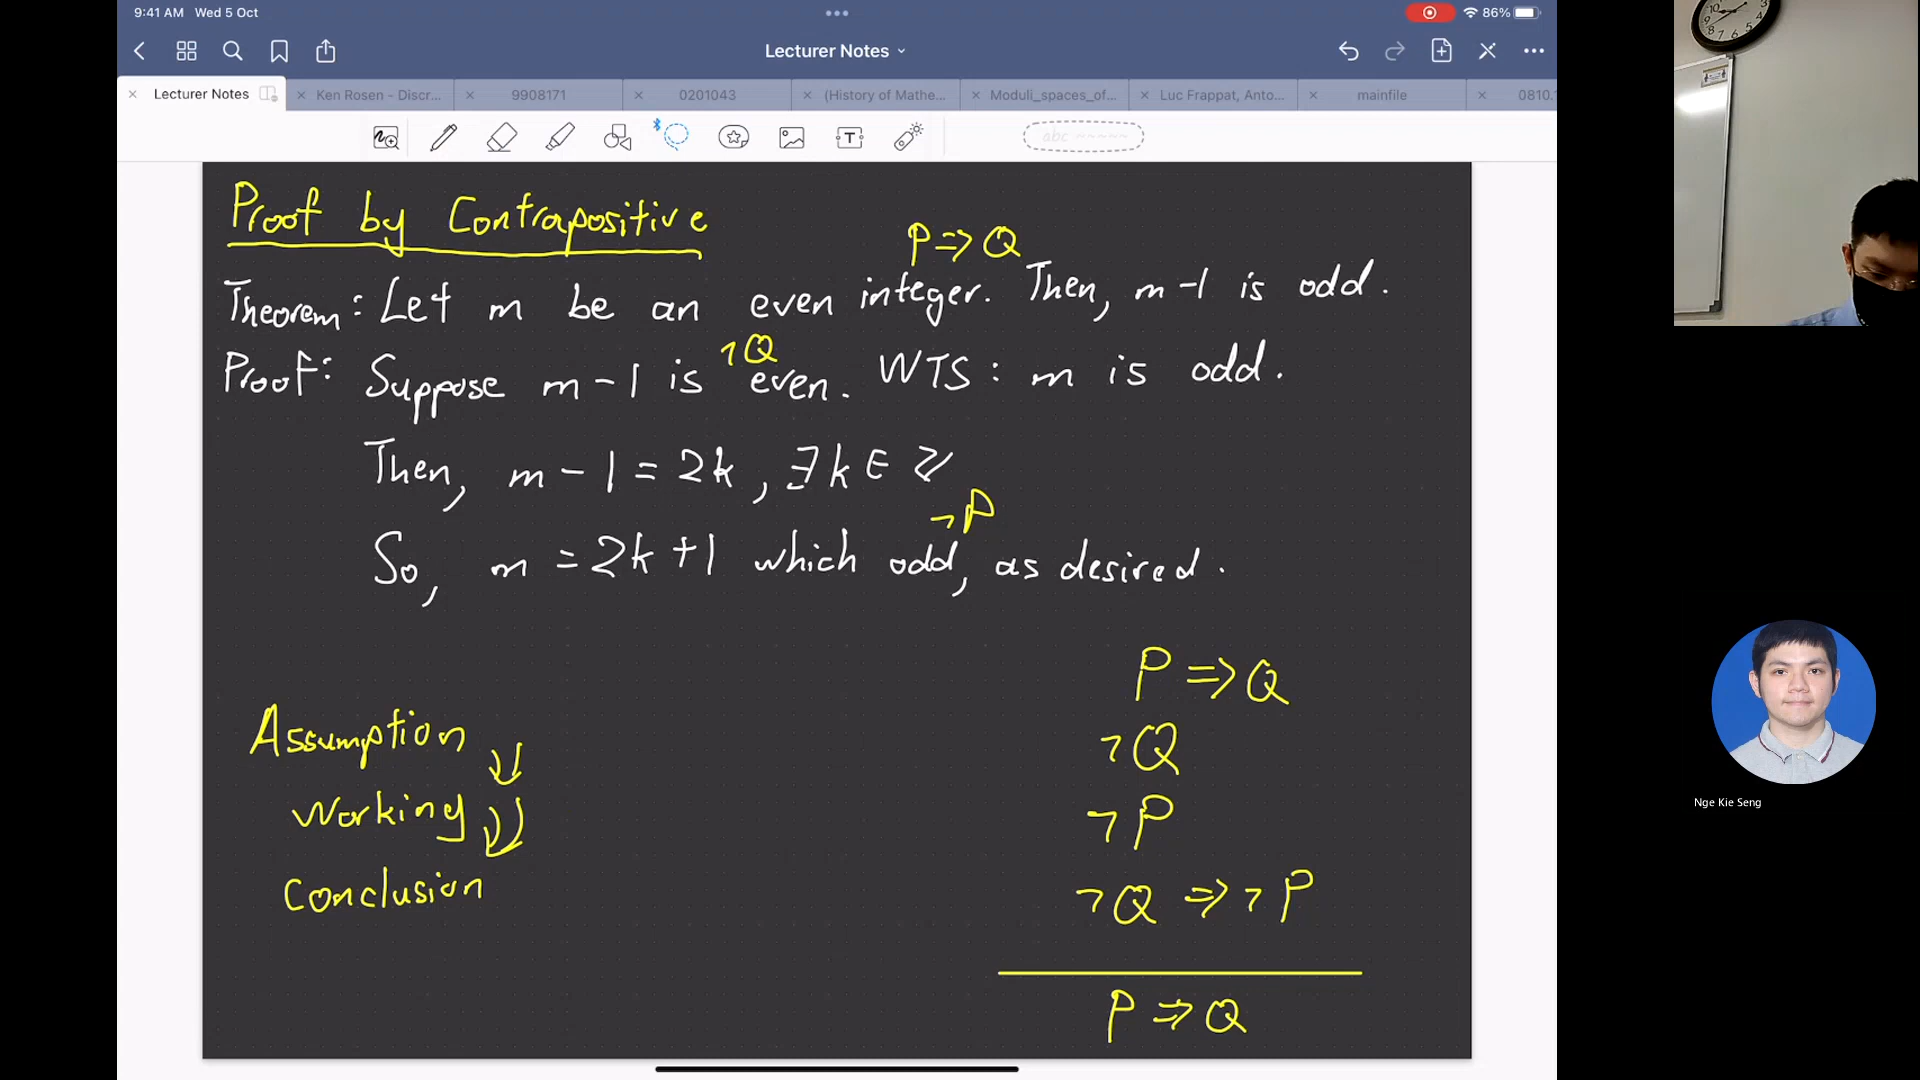 9:41 AM Wed 5 Oct
86%
Lecturer Notes
Lecturer Notes
Ken Rosen - Discr...
9908171
0201043
(History of Mathe...
Moduli_spaces_of...
Luc Frappat, Anto...
mainfile
0810.
Proof by Contrapositive
P => Q
Theorem: Let m be an even integer. Then, m-1 is odd.
¬Q
Proof: Suppose m-1 is even. WTS: m is odd.
Then, m-1 = 2k, ∃k∈ℤ
¬P
So, m = 2k+1 which odd, as desired.
P => Q
Assumption
¬Q
Working
¬P
Conclusion
¬Q => ¬P
P => Q
Nge Kie Seng